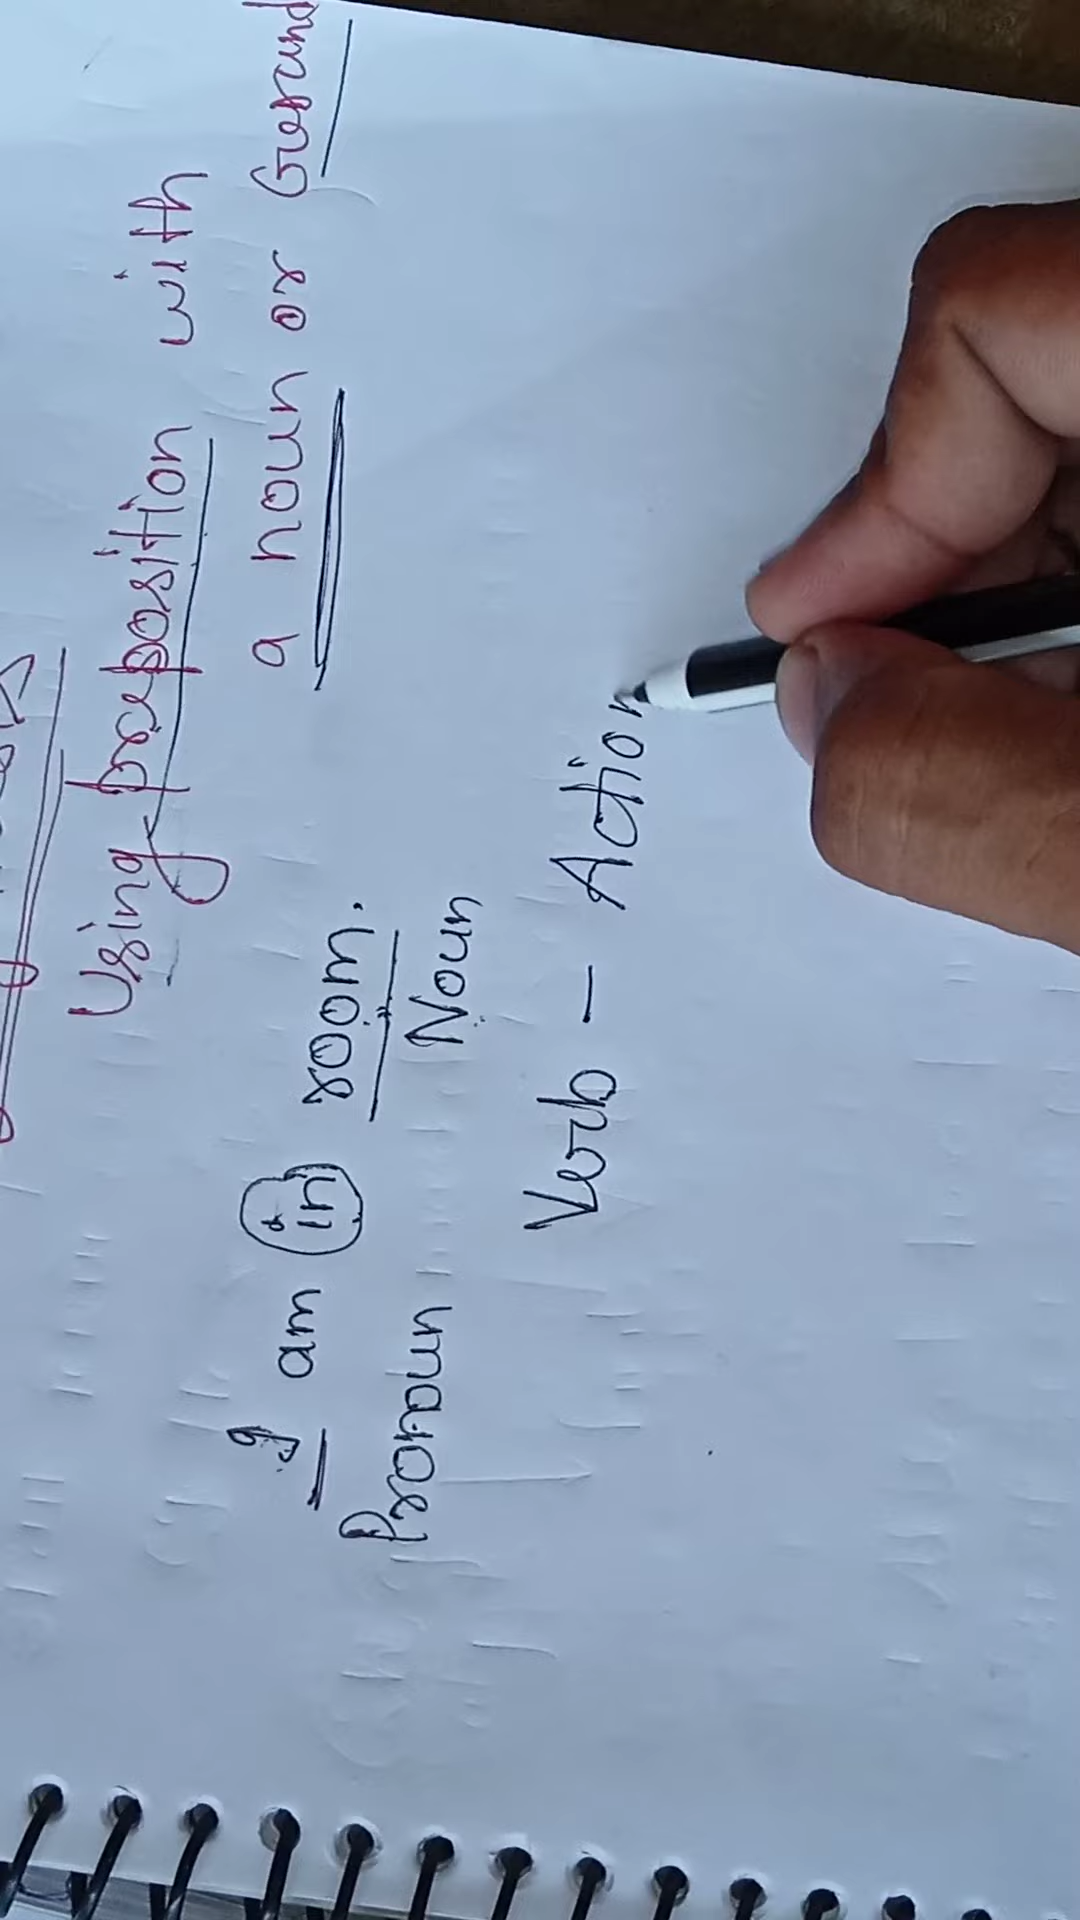 Using preposition with
a noun or Gerund
I am in room.
Pronoun Noun
Verb - Action